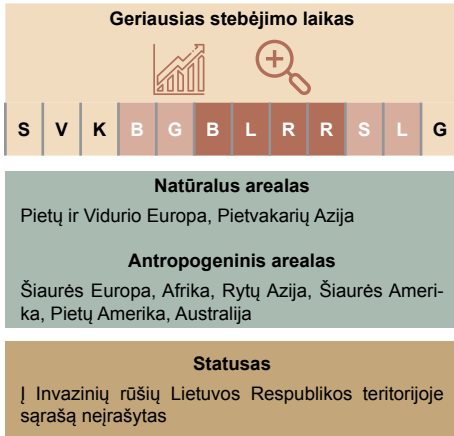 Geriausias stebėjimo laikas
S V K B G B L R R S L G
Natūralus arealas
Pietų ir Vidurio Europa, Pietvakarių Azija
Antropogeninis arealas
Šiaurės Europa, Afrika, Rytų Azija, Šiaurės Ameri-
ka, Pietų Amerika, Australija
Statusas
Į Invazinių rūšių Lietuvos Respublikos teritorijoje
sąrašą neįrašytas